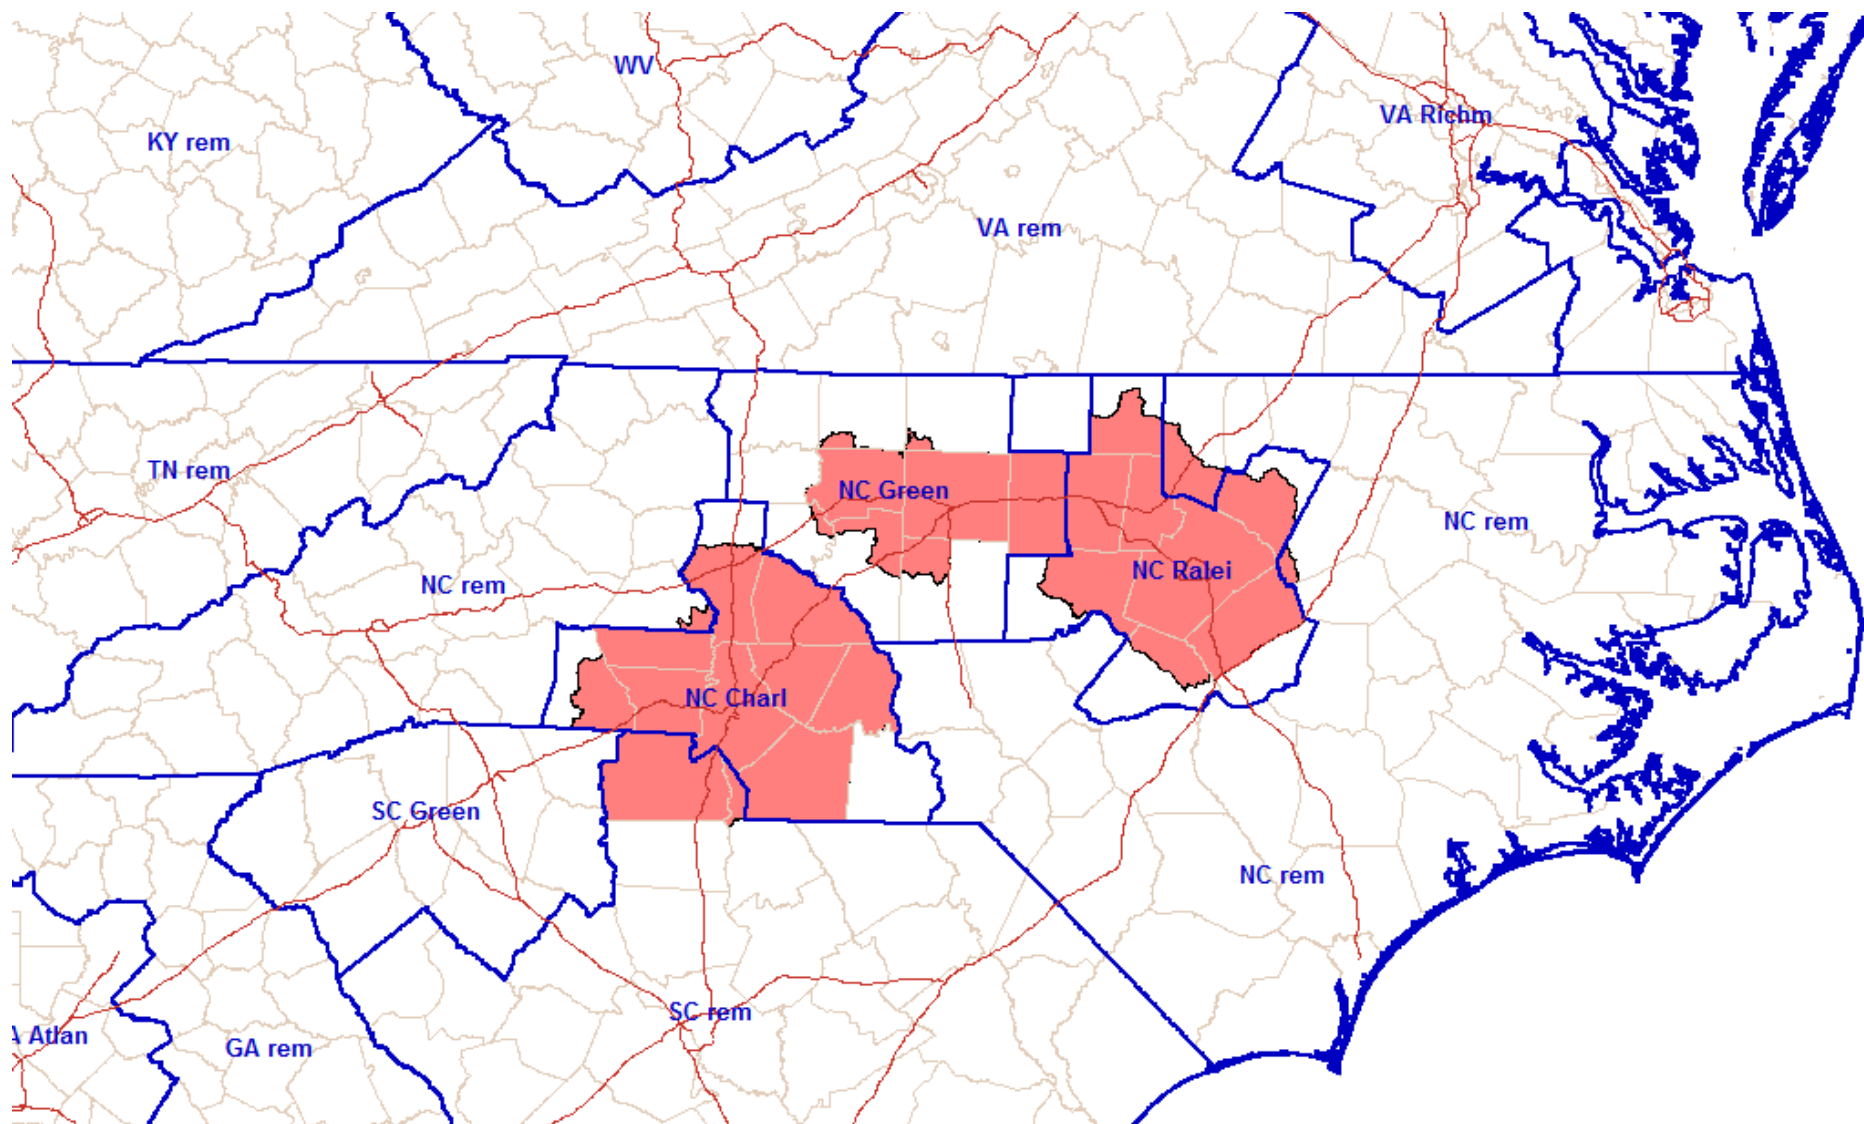 WV
VA Richm
KY rem
VA rem
TN rem
NC Green
NC rem
NC Ralei
NC rem
NC Charl
SC Green
NC rem
SC rem
A Atlan
GA rem